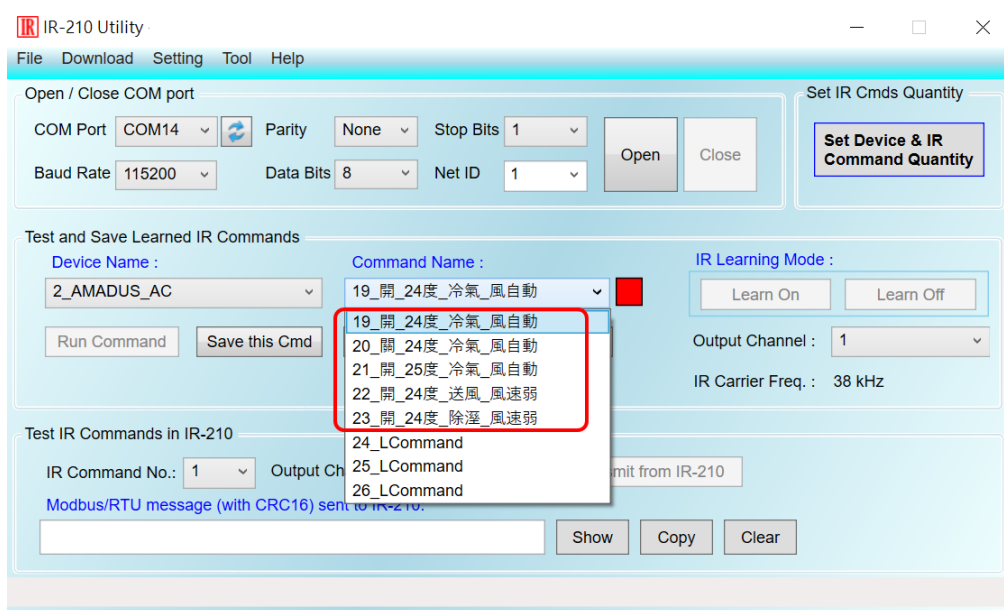 IR IR-210 Utility
File Download Setting Tool Help
Open / Close COM port
Set IR Cmds Quantity
COM Port COM14 Parity None Stop Bits 1
Open Close
Set Device & IR
Command Quantity
Baud Rate 115200 Data Bits 8 Net ID 1
Test and Save Learned IR Commands
Device Name :
Command Name :
IR Learning Mode :
2_AMADUS_AC
19_開_24度_冷氣_風自動
Learn On Learn Off
19_開_24度_冷氣_風自動
20_關_24度_冷氣_風自動
21_開_25度_冷氣_風自動
22_開_24度_送風_風速弱
23_開_24度_除溼_風速弱
24_LCommand
25_LCommand
26_LCommand
Run Command Save this Cmd
Output Channel : 1
IR Carrier Freq. : 38 kHz
Test IR Commands in IR-210
IR Command No.: 1 Output Ch
mit from IR-210
Modbus/RTU message (with CRC16) sent to IR-210:
Show Copy Clear